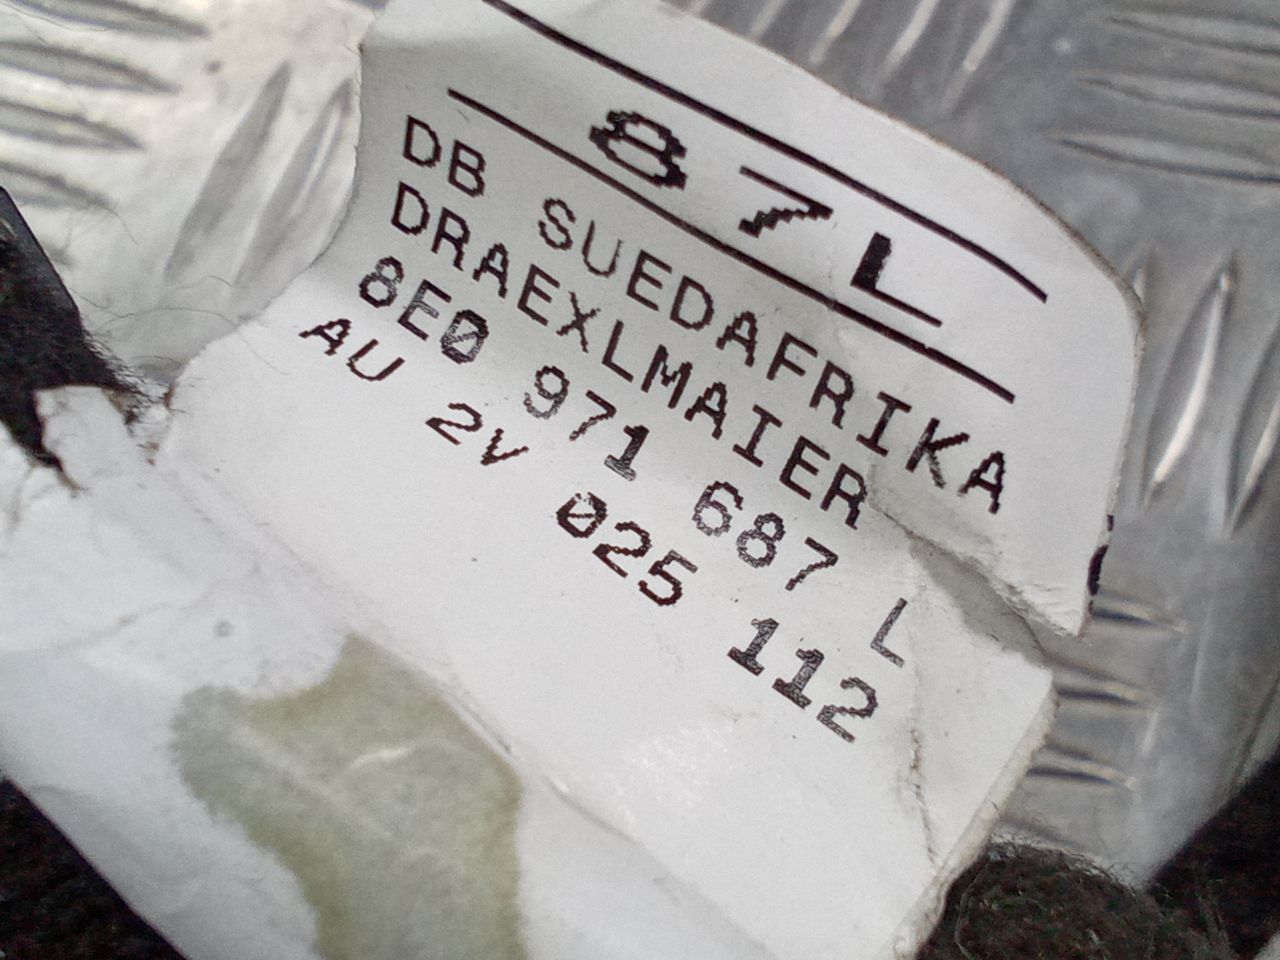 87L
DB SUEDAFRIKA
DRAEXLMAIER
8E0 971 687 L
AU 2V 025 112